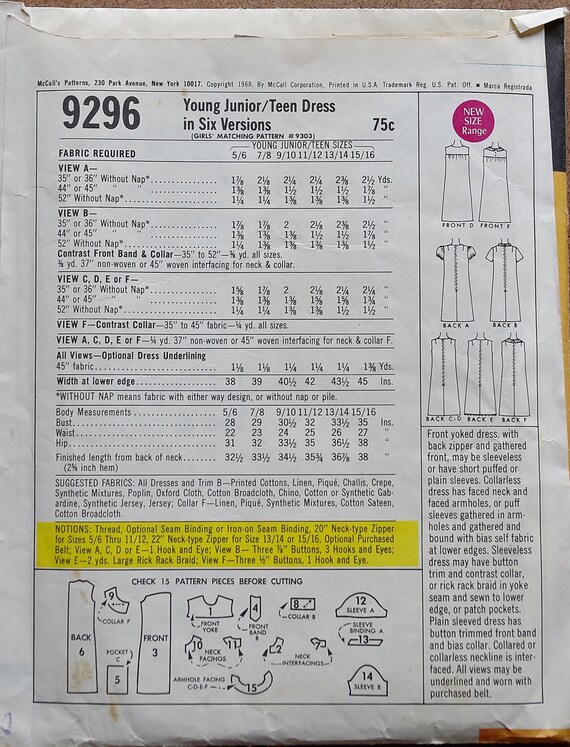 McCall's Patterns, 230 Park Avenue, New York 10017. Copyright 1968, By McCall Corporation, Printed in U.S.A. Trademark Reg. U.S. Pat. Off. ▪ Marca Registrada
9296
Young Junior/Teen Dress
in Six Versions 75c
(GIRLS' MATCHING PATTERN #9303)
FABRIC REQUIRED
YOUNG JUNIOR/TEEN SIZES
5/6 7/8 9/10 11/12 13/14 15/16
VIEW A—
35" or 36" Without Nap* 1⅞ 2⅛ 2¼ 2¼ 2⅜ 2½ Yds.
44" or 45" " " 1⅜ 1⅜ 1½ 1½ 1½ 1⅞ "
52" Without Nap* 1¼ 1¼ 1⅜ 1⅜ 1⅜ 1½ "
VIEW B—
35" or 36" Without Nap* 1⅞ 1⅞ 2 2⅛ 2⅜ 2½ "
44" or 45" " " 1⅜ 1⅜ 1⅜ 1½ 1½ 1⅞ "
52" Without Nap* 1¼ 1⅜ 1⅜ 1⅜ 1⅜ 1½ "
Contrast Front Band & Collar—35" to 52"—⅜ yd. all sizes.
⅜ yd. 37" non-woven or 45" woven interfacing for neck & collar.
VIEW C, D, E or F—
35" or 36" Without Nap* 1⅝ 1⅞ 2 2⅛ 2¼ 2¼ "
44" or 45" " " 1⅜ 1⅜ 1⅜ 1⅝ 1⅝ 1¾ "
52" Without Nap* 1¼ 1¼ 1⅜ 1⅜ 1½ 1½ "
VIEW F—Contrast Collar—35" to 45" fabric—¼ yd. all sizes.
VIEW A, C, D, E or F—¼ yd. 37" non-woven or 45" woven interfacing for neck & collar F.
All Views—Optional Dress Underlining
45" fabric 1⅛ 1⅛ 1¼ 1¼ 1¼ 1⅜ Yds.
Width at lower edge 38 39 40½ 42 43½ 45 Ins.
*WITHOUT NAP means fabric with either way design, or without nap or pile.
Body Measurements 5/6 7/8 9/10 11/12 13/14 15/16
Bust 28 29 30½ 32 33½ 35 Ins.
Waist 22 23 24 25 26 27 "
Hip 31 32 33½ 35 36½ 38 "
Finished length from back of neck 32½ 33½ 34½ 35¾ 36⅞ 38 "
(2¾ inch hem)
SUGGESTED FABRICS: All Dresses and Trim B—Printed Cottons, Linen, Piqué, Challis, Crepe,
Synthetic Mixtures, Poplin, Oxford Cloth, Cotton Broadcloth, Chino, Cotton or Synthetic Gab-
ardine, Synthetic Jersey, Jersey; Collar F—Linen, Piqué, Synthetic Mixtures, Cotton Sateen,
Cotton Broadcloth.
NOTIONS: Thread, Optional Seam Binding or Iron-on Seam Binding, 20" Neck-type Zipper
for Sizes 5/6 Thru 11/12, 22" Neck-type Zipper for Size 13/14 or 15/16, Optional Purchased
Belt; View A, C, D or E—1 Hook and Eye; View B— Three ⅞" Buttons, 3 Hooks and Eyes;
View E—2 yds. Large Rick Rack Braid; View F—Three ½" Buttons, 1 Hook and Eye.
CHECK 15 PATTERN PIECES BEFORE CUTTING
BACK
6
9
COLLAR F
POCKET
C
5
FRONT
3
1
FRONT
YOKE
4
FRONT
BAND
B
8
COLLAR B
12
SLEEVE A
10
NECK
FACINGS
11
2
NECK
INTERFACINGS
7
SLEEVE
BINDING A
13
ARMHOLE FACING
C-D-E-F
15
14
SLEEVE B
NEW
SIZE
Range
FRONT D
FRONT F
BACK A
BACK B
BACK C-D
BACK E
BACK F
Front yoked dress, with
back zipper and gathered
front, may be sleeveless
or have short puffed or
plain sleeves. Collarless
dress has faced neck and
faced armholes, or puff
sleeves gathered in arm-
holes and gathered and
bound with bias self fabric
at lower edges. Sleeveless
dress may have button
trim and contrast collar,
or rick rack braid in yoke
seam and sewn to lower
edge, or patch pockets.
Plain sleeved dress has
button trimmed front band
and bias collar. Collared or
collarless neckline is inter-
faced. All views may be
underlined and worn with
purchased belt.